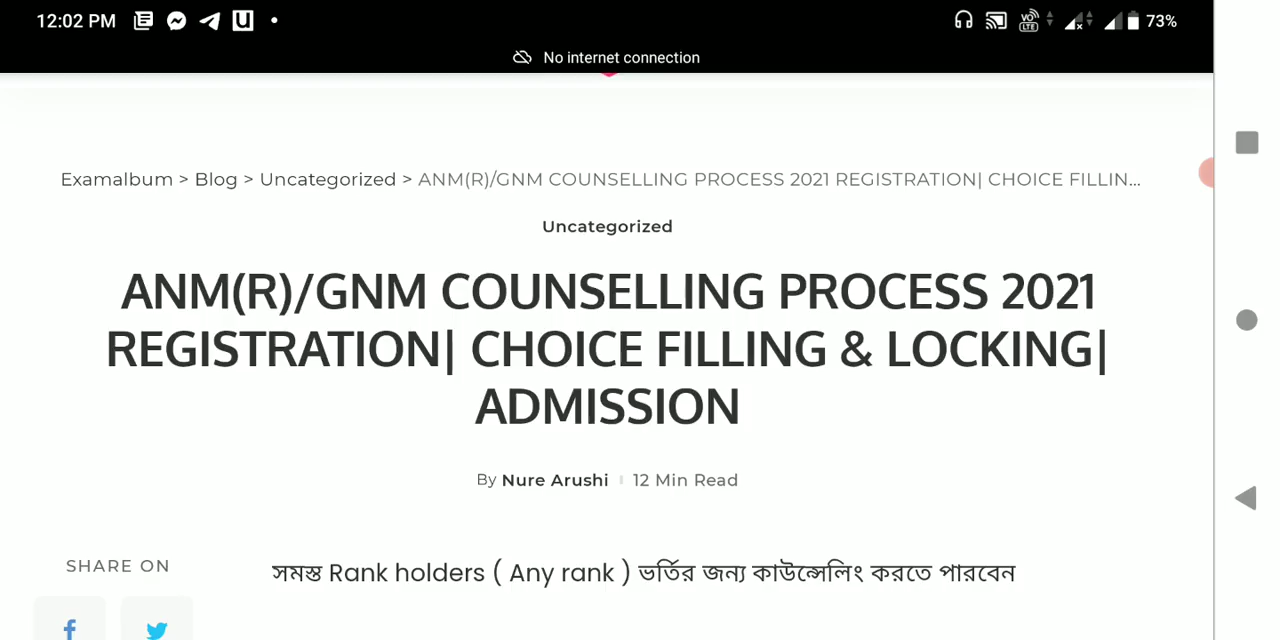 12:02 PM
73%
No internet connection
Examalbum > Blog > Uncategorized > ANM(R)/GNM COUNSELLING PROCESS 2021 REGISTRATION| CHOICE FILLIN...
Uncategorized
ANM(R)/GNM COUNSELLING PROCESS 2021
REGISTRATION| CHOICE FILLING & LOCKING|
ADMISSION
By Nure Arushi 12 Min Read
SHARE ON
সমস্ত Rank holders ( Any rank ) ভর্তির জন্য কাউন্সেলিং করতে পারবেন